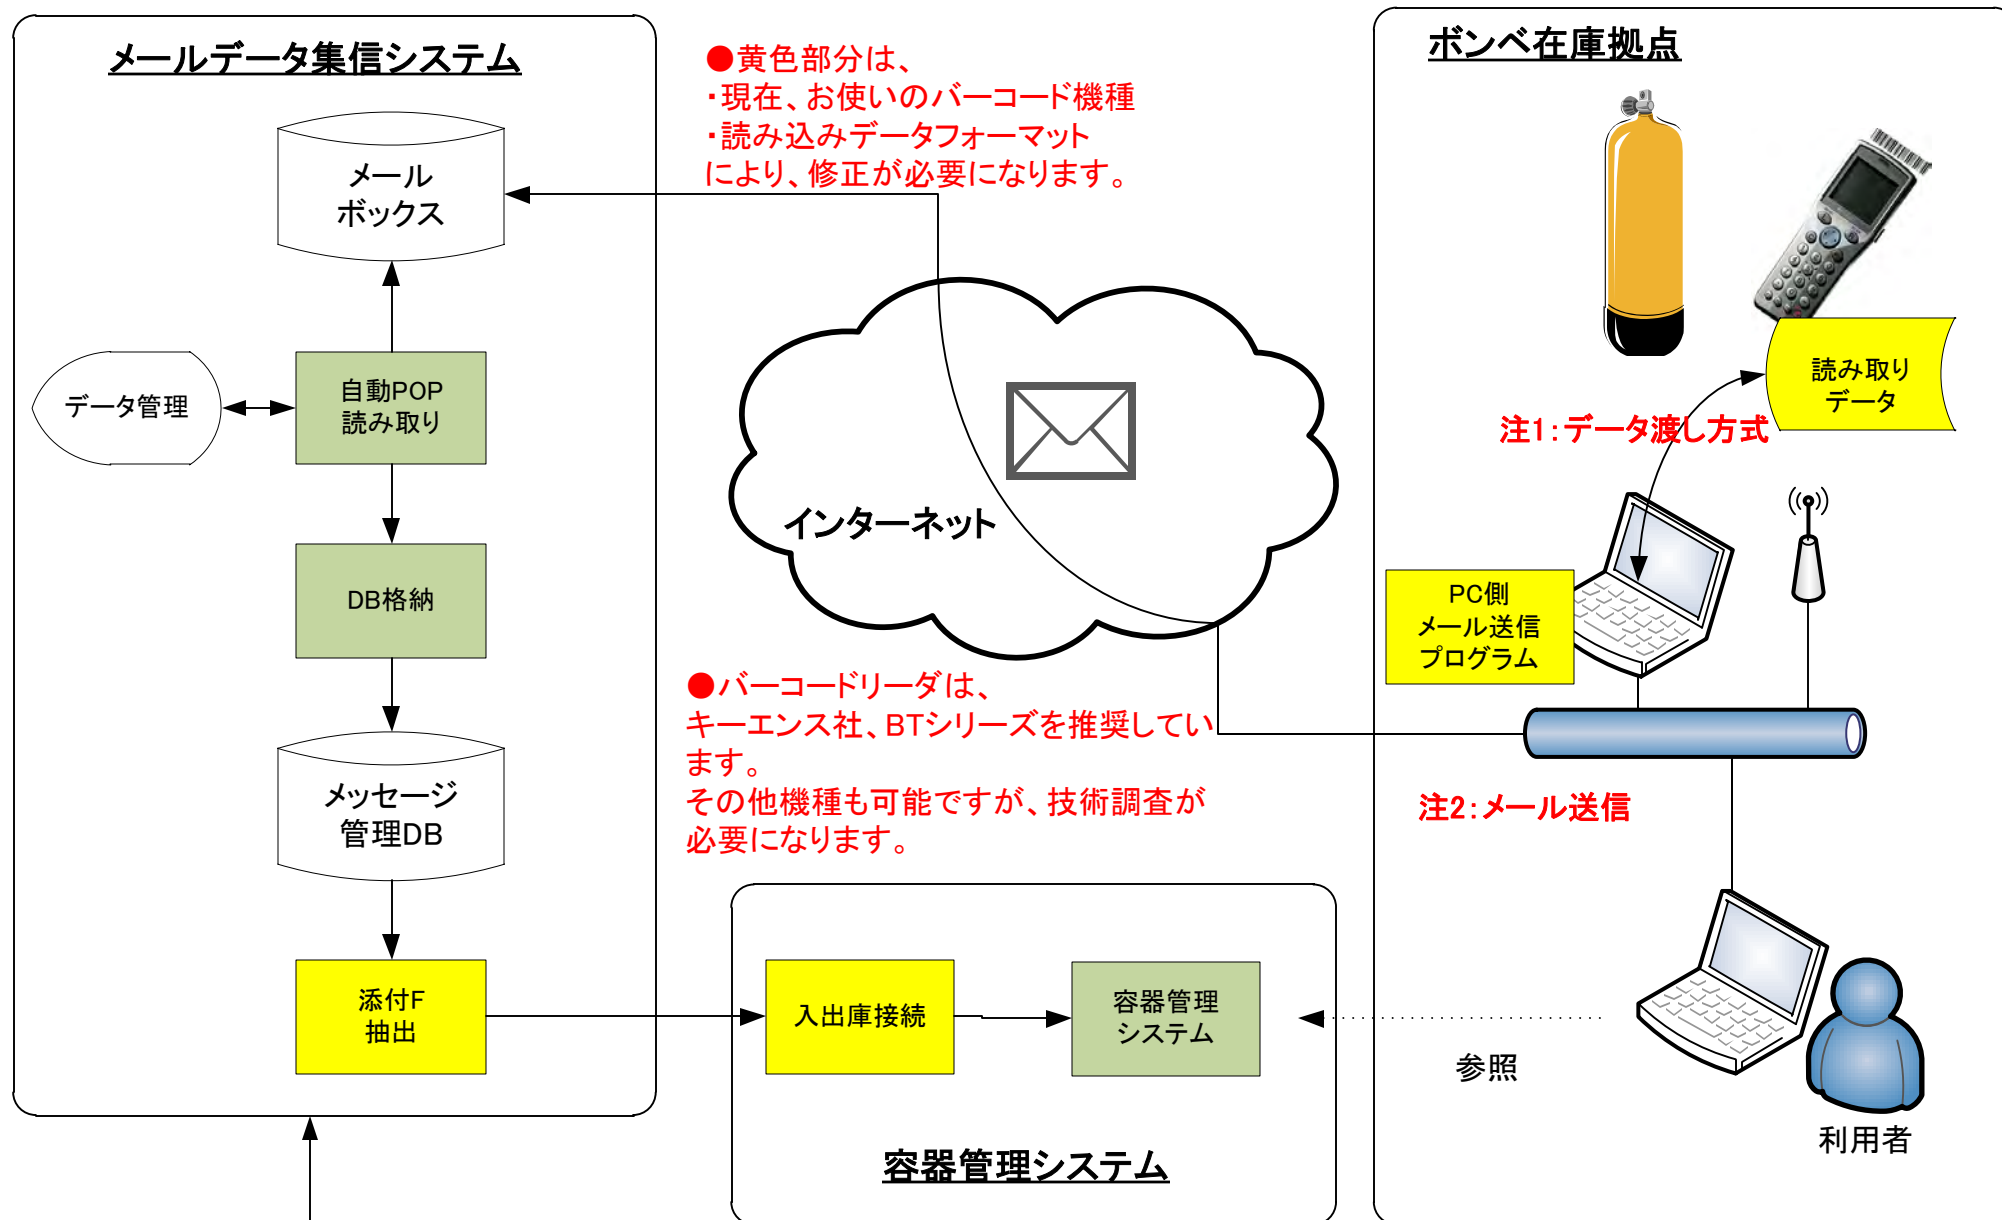 メールデータ集信システム
メール
ボックス
データ管理
自動POP
読み取り
DB格納
メッセージ
管理DB
添付F
抽出
●黄色部分は、
・現在、お使いのバーコード機種
・読み込みデータフォーマット
により、修正が必要になります。
インターネット
●バーコードリーダは、
キーエンス社、BTシリーズを推奨してい
ます。
その他機種も可能ですが、技術調査が
必要になります。
入出庫接続
容器管理
システム
容器管理システム
ボンベ在庫拠点
読み取り
データ
注1:データ渡し方式
PC側
メール送信
プログラム
注2:メール送信
参照
利用者